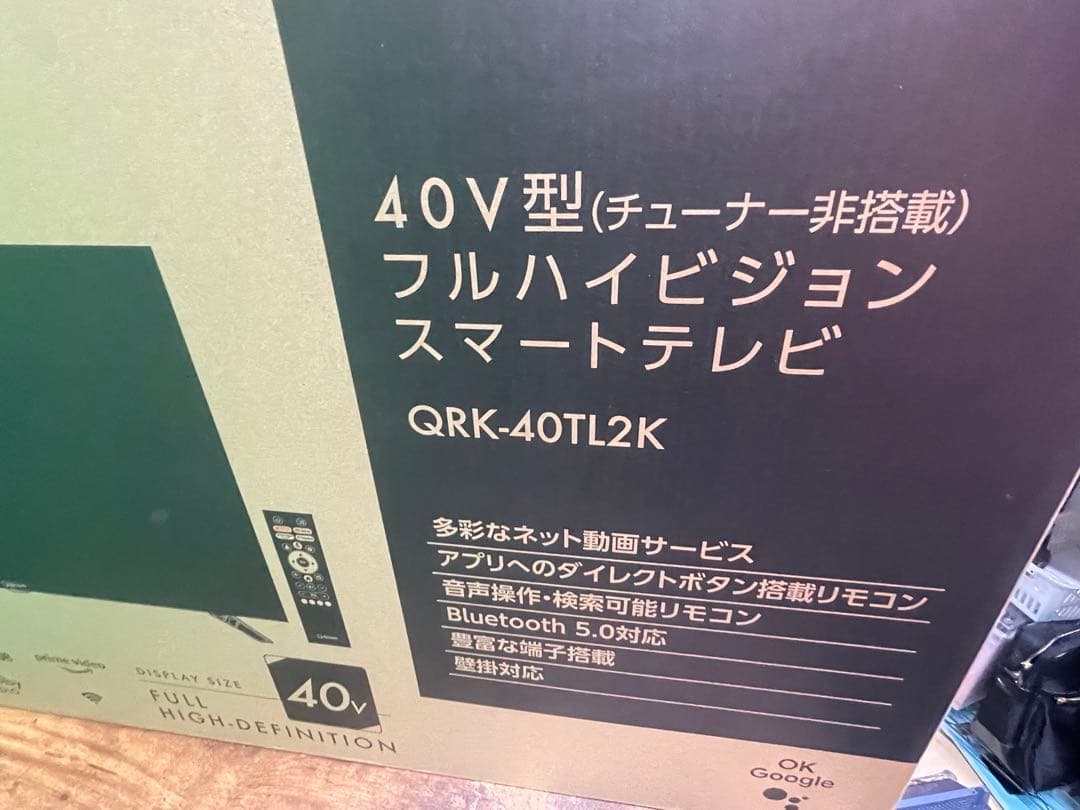 40V型(チューナー非搭載)
フルハイビジョン
スマートテレビ
QRK-40TL2K
多彩なネット動画サービス
アプリへのダイレクトボタン搭載リモコン
音声操作・検索可能リモコン
Bluetooth 5.0対応
豊富な端子搭載
壁掛対応
prime video
DISPLAY SIZE
FULL
HIGH-DEFINITION
40V
OK
Google